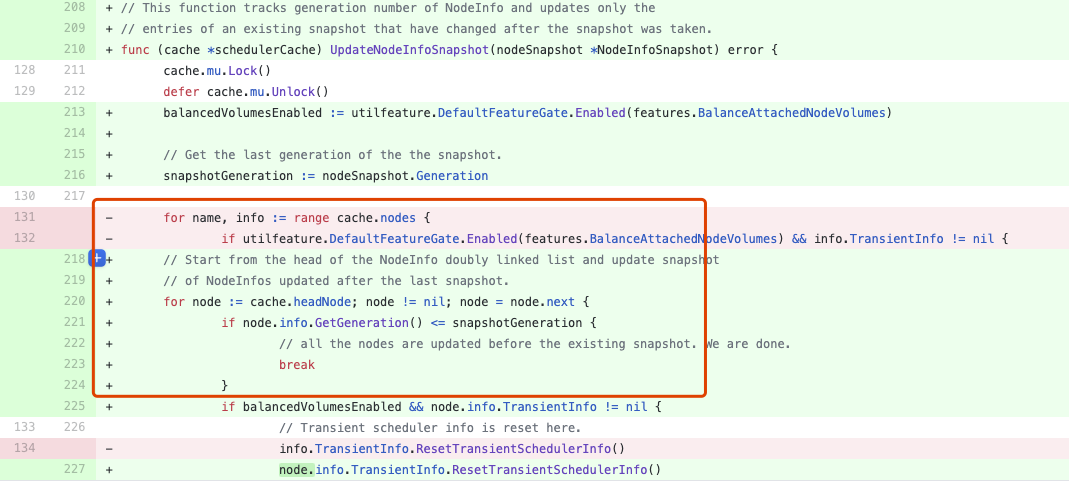 208 + // This function tracks generation number of NodeInfo and updates only the
209 + // entries of an existing snapshot that have changed after the snapshot was taken.
210 + func (cache *schedulerCache) UpdateNodeInfoSnapshot(nodeSnapshot *NodeInfoSnapshot) error {
128 211 cache.mu.Lock()
129 212 defer cache.mu.Unlock()
213 + balancedVolumesEnabled := utilfeature.DefaultFeatureGate.Enabled(features.BalanceAttachedNodeVolumes)
214 +
215 + // Get the last generation of the the snapshot.
216 + snapshotGeneration := nodeSnapshot.Generation
130 217
131 - for name, info := range cache.nodes {
132 - if utilfeature.DefaultFeatureGate.Enabled(features.BalanceAttachedNodeVolumes) && info.TransientInfo != nil {
218 + // Start from the head of the NodeInfo doubly linked list and update snapshot
219 + // of NodeInfos updated after the last snapshot.
220 + for node := cache.headNode; node != nil; node = node.next {
221 + if node.info.GetGeneration() <= snapshotGeneration {
222 + // all the nodes are updated before the existing snapshot. We are done.
223 + break
224 + }
225 + if balancedVolumesEnabled && node.info.TransientInfo != nil {
133 226 // Transient scheduler info is reset here.
134 - info.TransientInfo.ResetTransientSchedulerInfo()
227 + node.info.TransientInfo.ResetTransientSchedulerInfo()